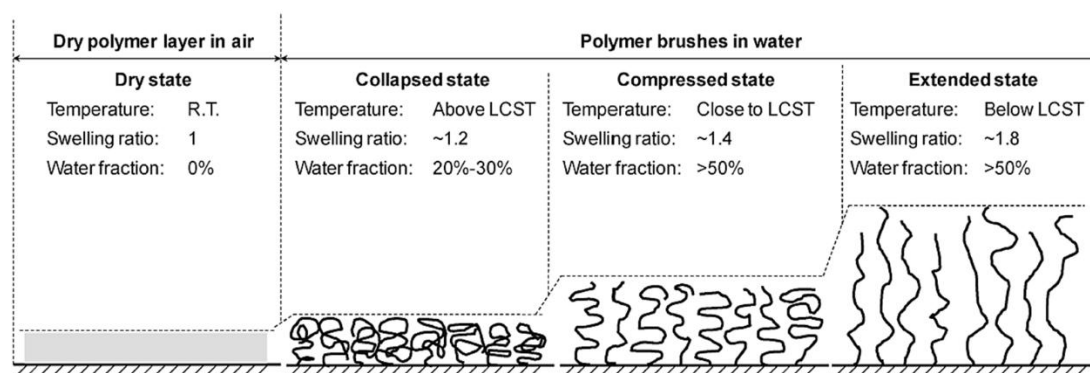 Dry polymer layer in air
Polymer brushes in water
Dry state
Temperature: R.T.
Swelling ratio: 1
Water fraction: 0%
Collapsed state
Temperature: Above LCST
Swelling ratio: ~1.2
Water fraction: 20%-30%
Compressed state
Temperature: Close to LCST
Swelling ratio: ~1.4
Water fraction: >50%
Extended state
Temperature: Below LCST
Swelling ratio: ~1.8
Water fraction: >50%